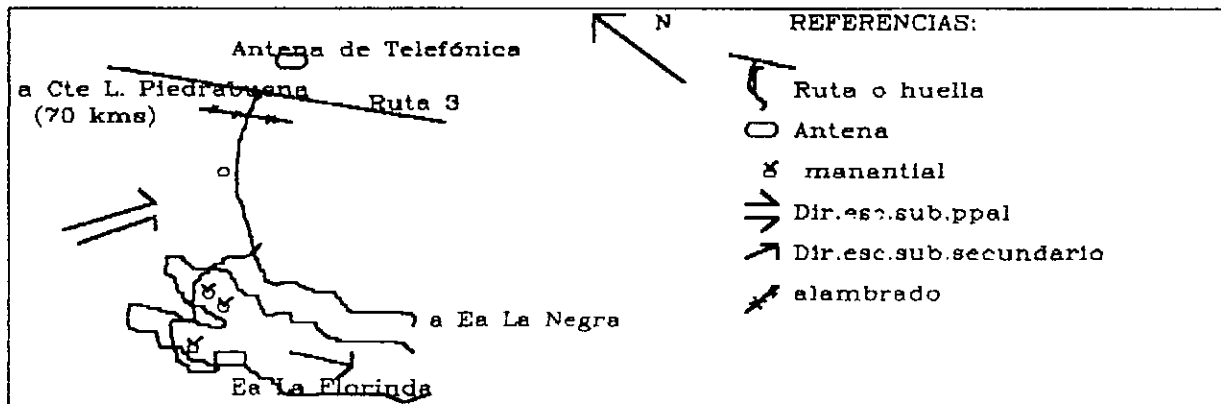 N
REFERENCIAS:
Antena de Telefónica
a Cte L. Piedrabuena
(70 kms)
Ruta 3
Ruta o huella
Antena
manantial
Dir.esc.sub.ppal
Dir.esc.sub.secundario
alambrado
a Ea La Negra
Ea La Florinda